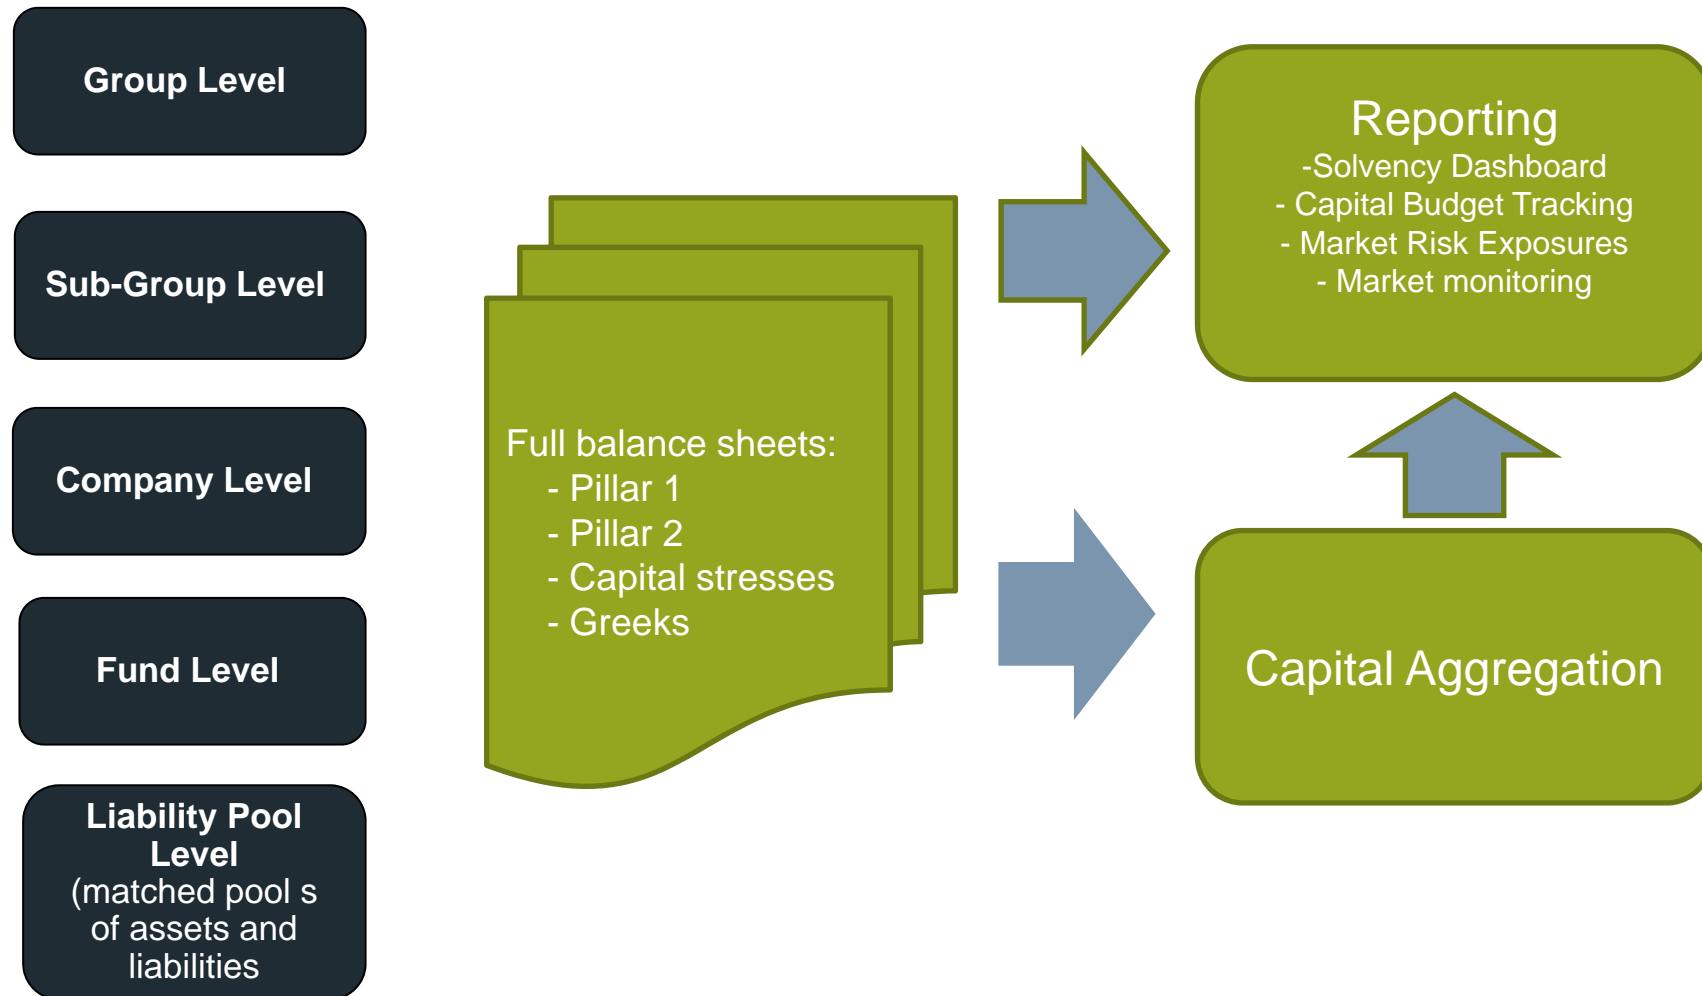 Group Level
Sub-Group Level
Company Level
Fund Level
Liability Pool
Level
(matched pool s
of assets and
liabilities
Full balance sheets:
- Pillar 1
- Pillar 2
- Capital stresses
- Greeks
Reporting
-Solvency Dashboard
- Capital Budget Tracking
- Market Risk Exposures
- Market monitoring
Capital Aggregation